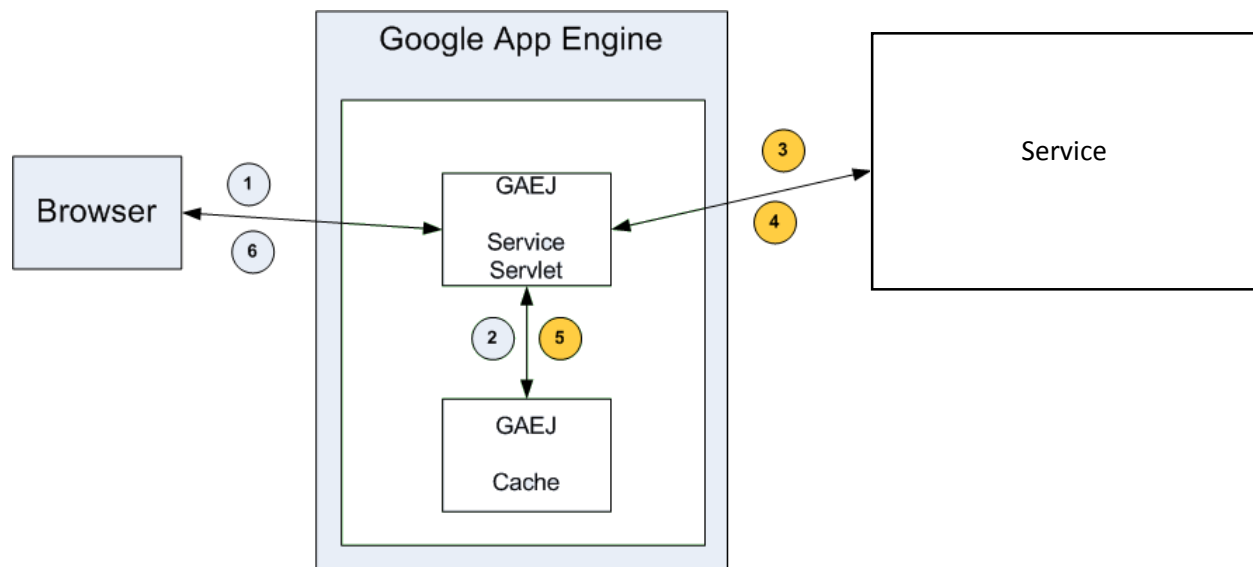 Google App Engine
Browser
1
6
GAEJ
Service
Servlet
2
5
GAEJ
Cache
3
4
Service